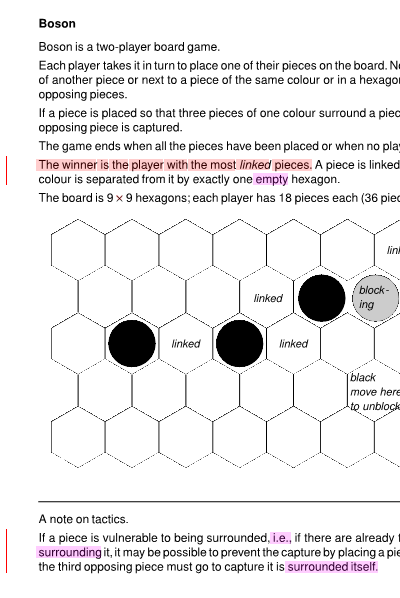 Boson
Boson is a two-player board game.
Each player takes it in turn to place one of their pieces on the board.
of another piece or next to a piece of the same colour or in a hexagon
opposing pieces.
If a piece is placed so that three pieces of one colour surround a
opposing piece is captured.
The game ends when all the pieces have been placed or when no
The winner is the player with the most linked pieces. A piece is linked
colour is separated from it by exactly one empty hexagon.
The board is 9 × 9 hexagons; each player has 18 pieces each (36
linked
block-
ing
linked
linked
black
move here
to unblock
A note on tactics.
If a piece is vulnerable to being surrounded, i.e., if there are already
surrounding it, it may be possible to prevent the capture by placing a
the third opposing piece must go to capture it is surrounded itself.